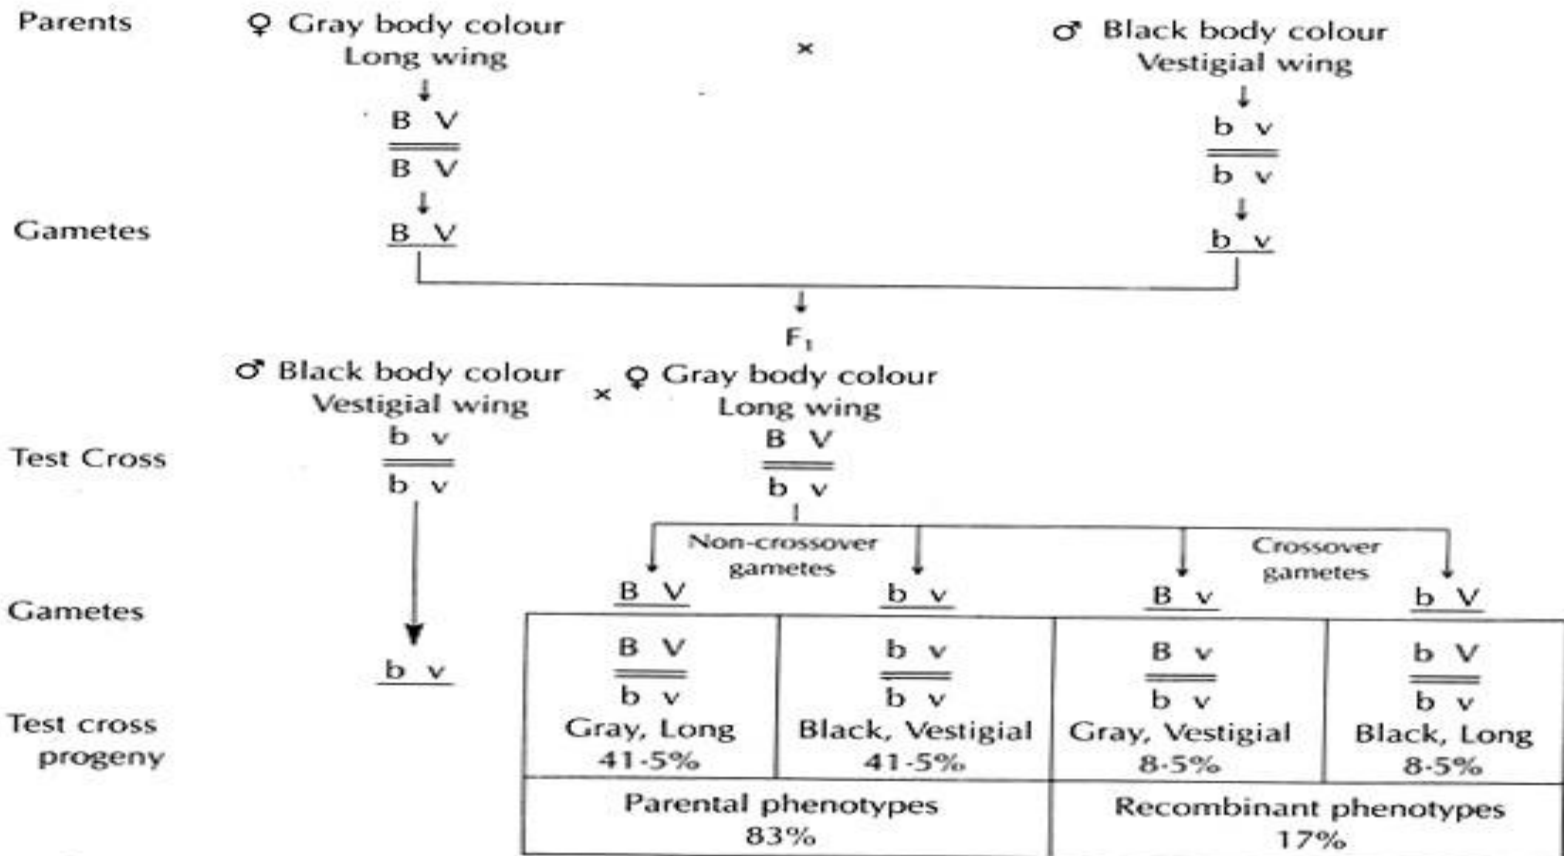 Parents
♀ Gray body colour
Long wing
×
♂ Black body colour
Vestigial wing
B V
B V
b v
b v
Gametes
B V
b v
F₁
♂ Black body colour
Vestigial wing
×
♀ Gray body colour
Long wing
Test Cross
b v
b v
B V
b v
Non-crossover
gametes
Crossover
gametes
Gametes
b v
B V
b v
B v
b V
Test cross
progeny
B V
b v
Gray, Long
41·5%
b v
b v
Black, Vestigial
41·5%
B v
b v
Gray, Vestigial
8·5%
b V
b v
Black, Long
8·5%
Parental phenotypes
83%
Recombinant phenotypes
17%